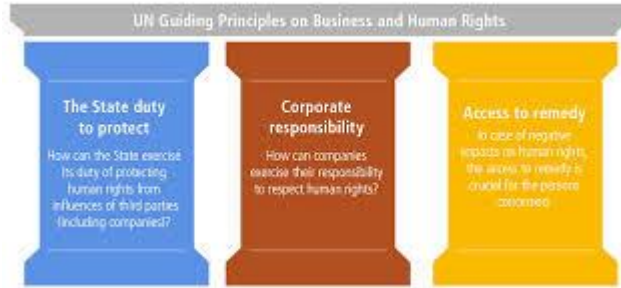 UN Guiding Principles on Business and Human Rights
The State duty
to protect
How can the State exercise
its duty of protecting
human rights from
influences of third parties
(including companies)?
Corporate
responsibility
How can companies
exercise their responsibility
to respect human rights?
Access to remedy
In case of negative
impacts on human rights,
the access to remedy is
crucial for the persons
concerned